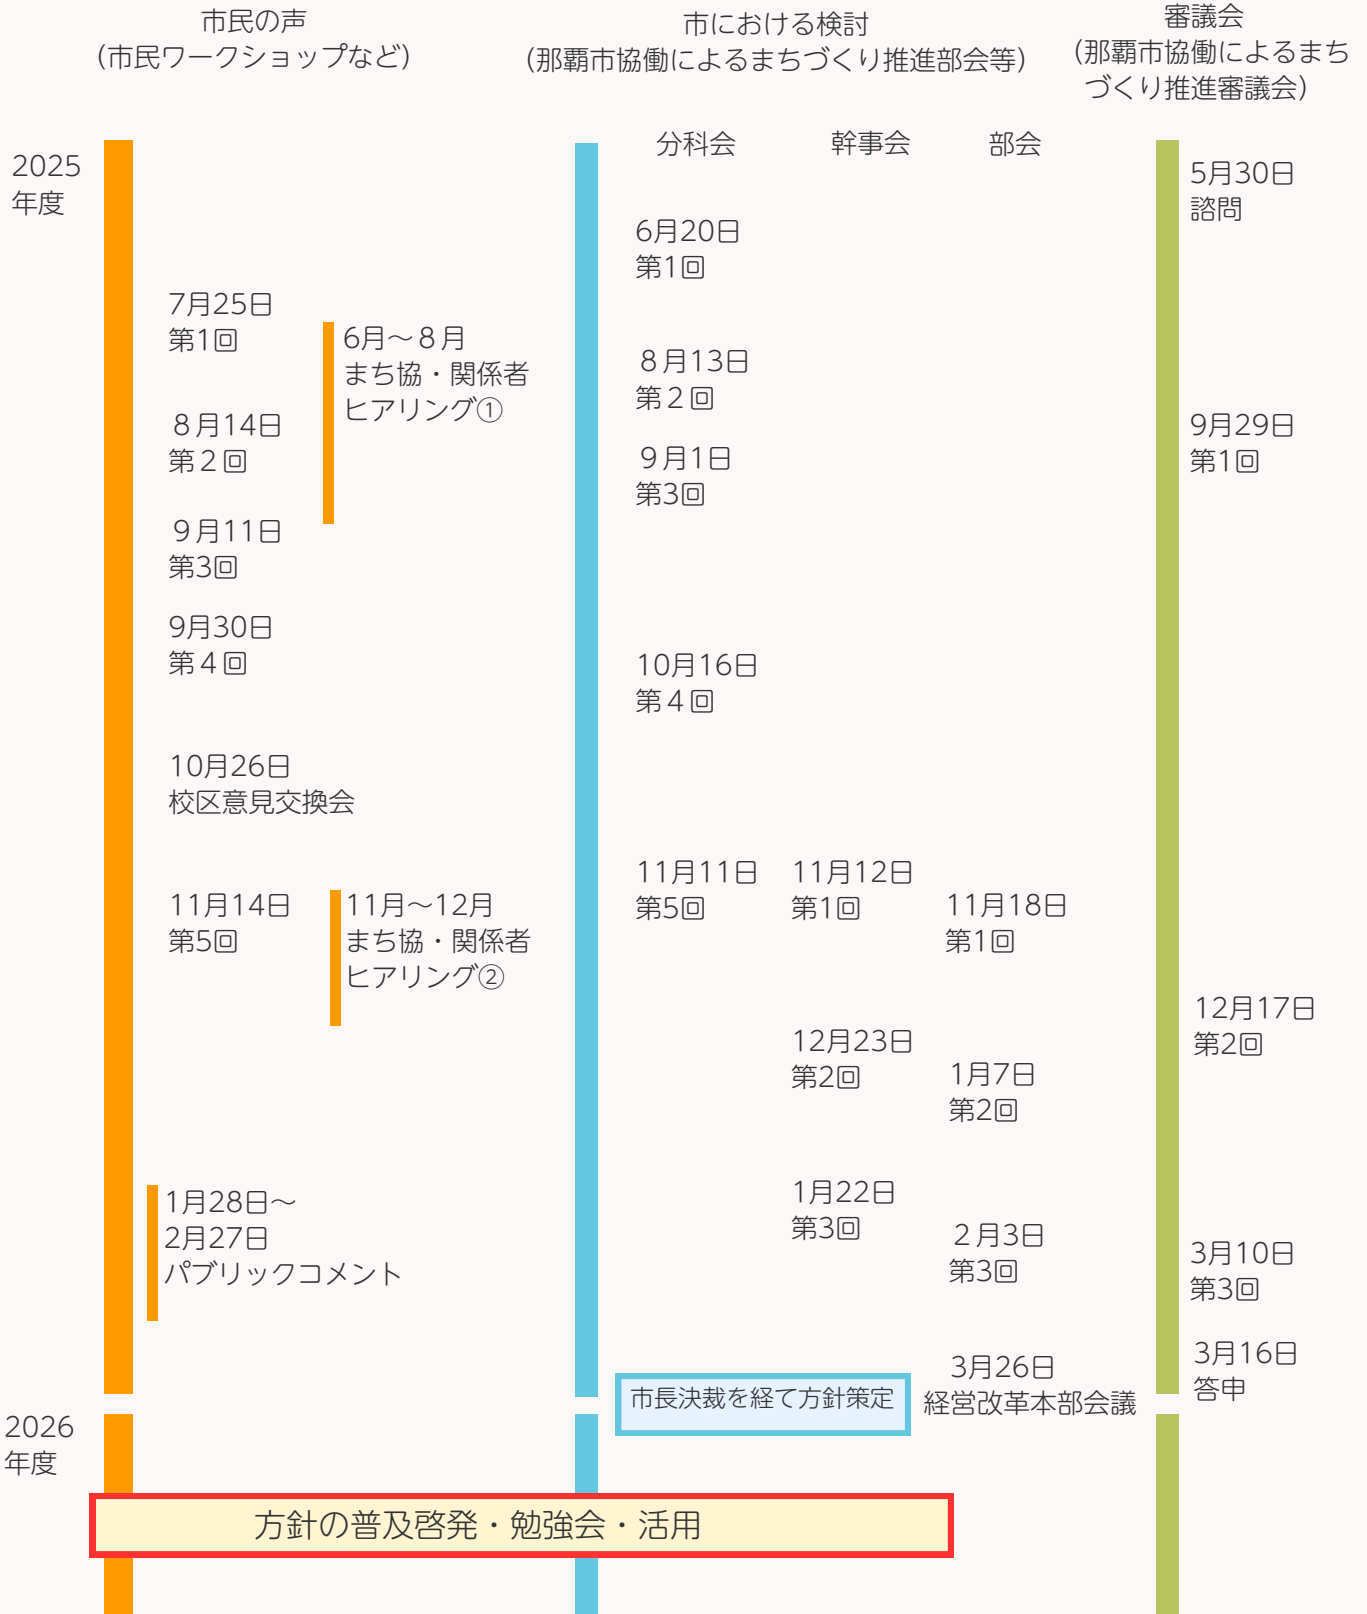 市民の声
（市民ワークショップなど）
市における検討
（那覇市協働によるまちづくり推進部会等）
審議会
（那覇市協働によるまち
づくり推進審議会）
分科会
幹事会
部会
2025
年度
7月25日
第1回
８月14日
第２回
９月11日
第3回
9月30日
第４回
10月26日
校区意見交換会
11月14日
第5回
1月28日～
2月27日
パブリックコメント
6月～８月
まち協・関係者
ヒアリング①
11月～12月
まち協・関係者
ヒアリング②
6月20日
第1回
８月13日
第２回
９月1日
第3回
10月16日
第４回
11月11日
第5回
11月12日
第1回
12月23日
第2回
1月22日
第3回
11月18日
第1回
1月7日
第2回
２月3日
第3回
3月26日
経営改革本部会議
市長決裁を経て方針策定
5月30日
諮問
9月29日
第1回
12月17日
第2回
3月10日
第3回
3月16日
答申
2026
年度
方針の普及啓発・勉強会・活用